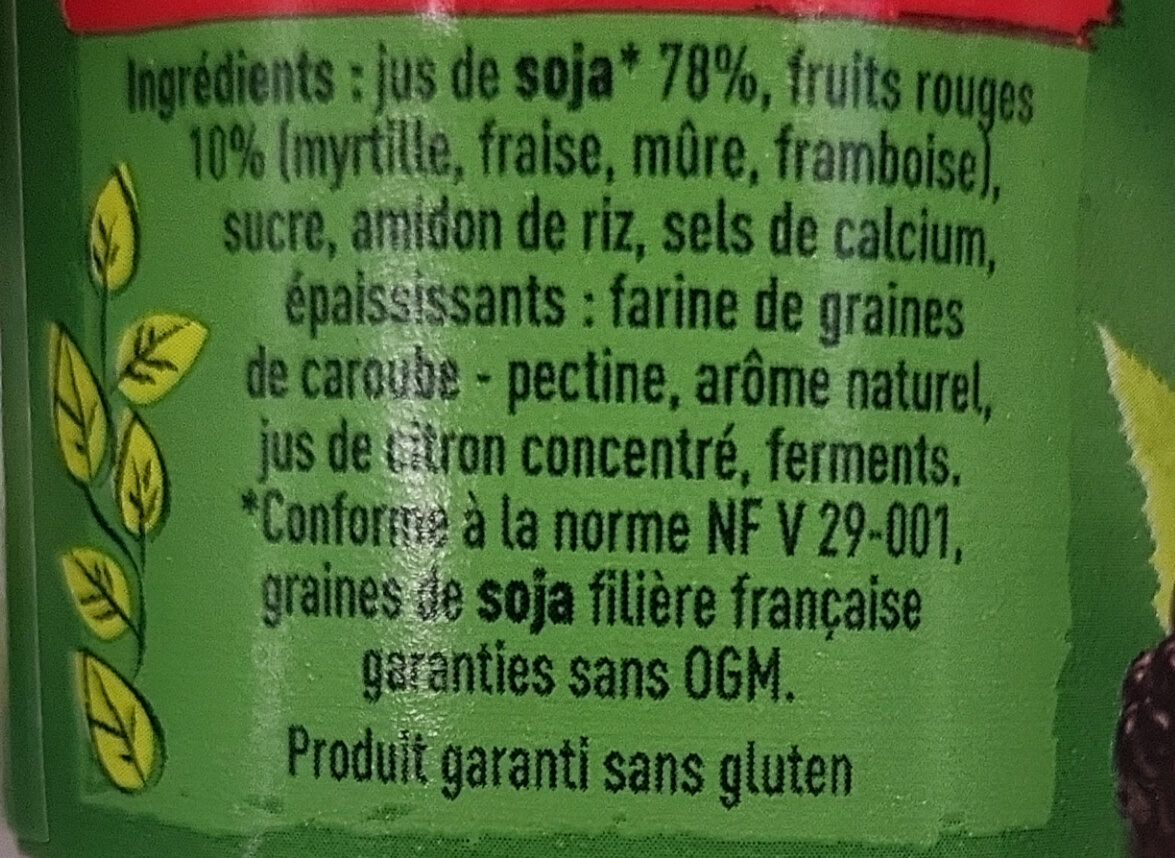 Ingrédients : jus de soja* 78%, fruits rouges
10% (myrtille, fraise, mûre, framboise),
sucre, amidon de riz, sels de calcium,
épaississants : farine de graines
de caroube - pectine, arôme naturel,
jus de citron concentré, ferments.
*Conforme à la norme NF V 29-001,
graines de soja filière française
garanties sans OGM.
Produit garanti sans gluten